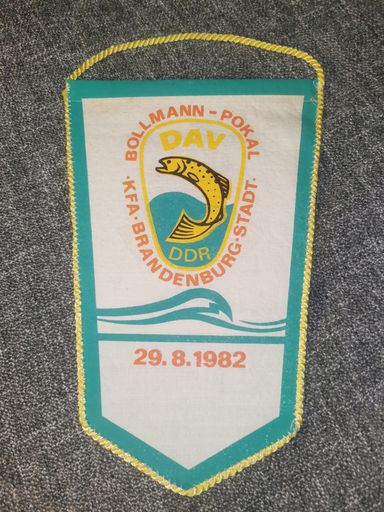 BOLLMANN-POKAL
DAV
DDR
·KFA·BRANDENBURG-STADT·
29.8.1982